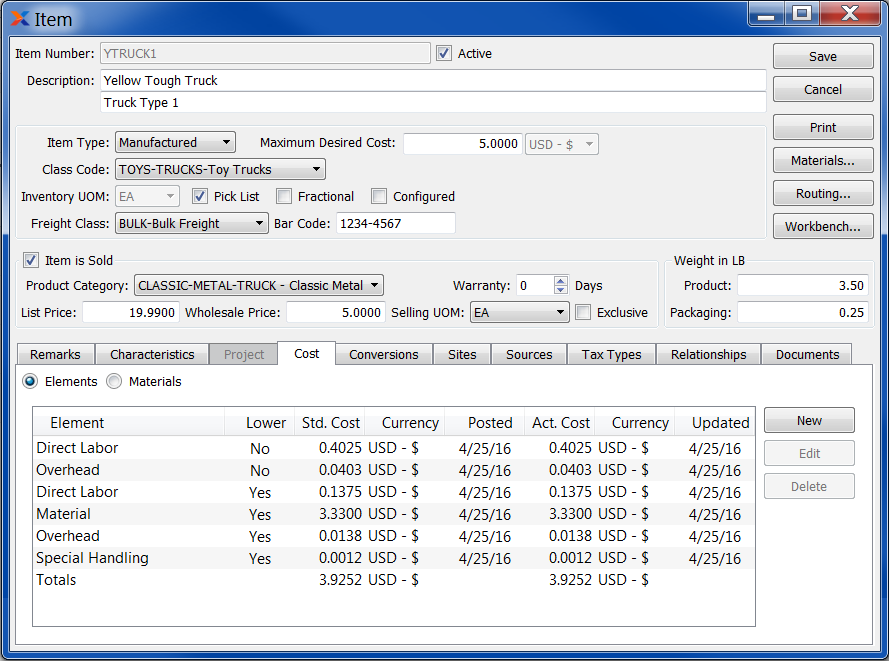 Item
Item Number: YTRUCK1 Active Save
Description: Yellow Tough Truck
Truck Type 1 Cancel
Print
Item Type: Manufactured Maximum Desired Cost: 5.0000 USD - $
Materials...
Class Code: TOYS-TRUCKS-Toy Trucks
Inventory UOM: EA Pick List Fractional Configured Routing...
Freight Class: BULK-Bulk Freight Bar Code: 1234-4567 Workbench...
Item is Sold Weight in LB
Product Category: CLASSIC-METAL-TRUCK - Classic Metal Warranty: 0 Days Product: 3.50
List Price: 19.9900 Wholesale Price: 5.0000 Selling UOM: EA Exclusive Packaging: 0.25
Remarks Characteristics Project Cost Conversions Sites Sources Tax Types Relationships Documents
Elements Materials
Element Lower Std. Cost Currency Posted Act. Cost Currency Updated New
Direct Labor No 0.4025 USD - $ 4/25/16 0.4025 USD - $ 4/25/16 Edit
Overhead No 0.0403 USD - $ 4/25/16 0.0403 USD - $ 4/25/16
Direct Labor Yes 0.1375 USD - $ 4/25/16 0.1375 USD - $ 4/25/16 Delete
Material Yes 3.3300 USD - $ 4/25/16 3.3300 USD - $ 4/25/16
Overhead Yes 0.0138 USD - $ 4/25/16 0.0138 USD - $ 4/25/16
Special Handling Yes 0.0012 USD - $ 4/25/16 0.0012 USD - $ 4/25/16
Totals 3.9252 USD - $ 3.9252 USD - $